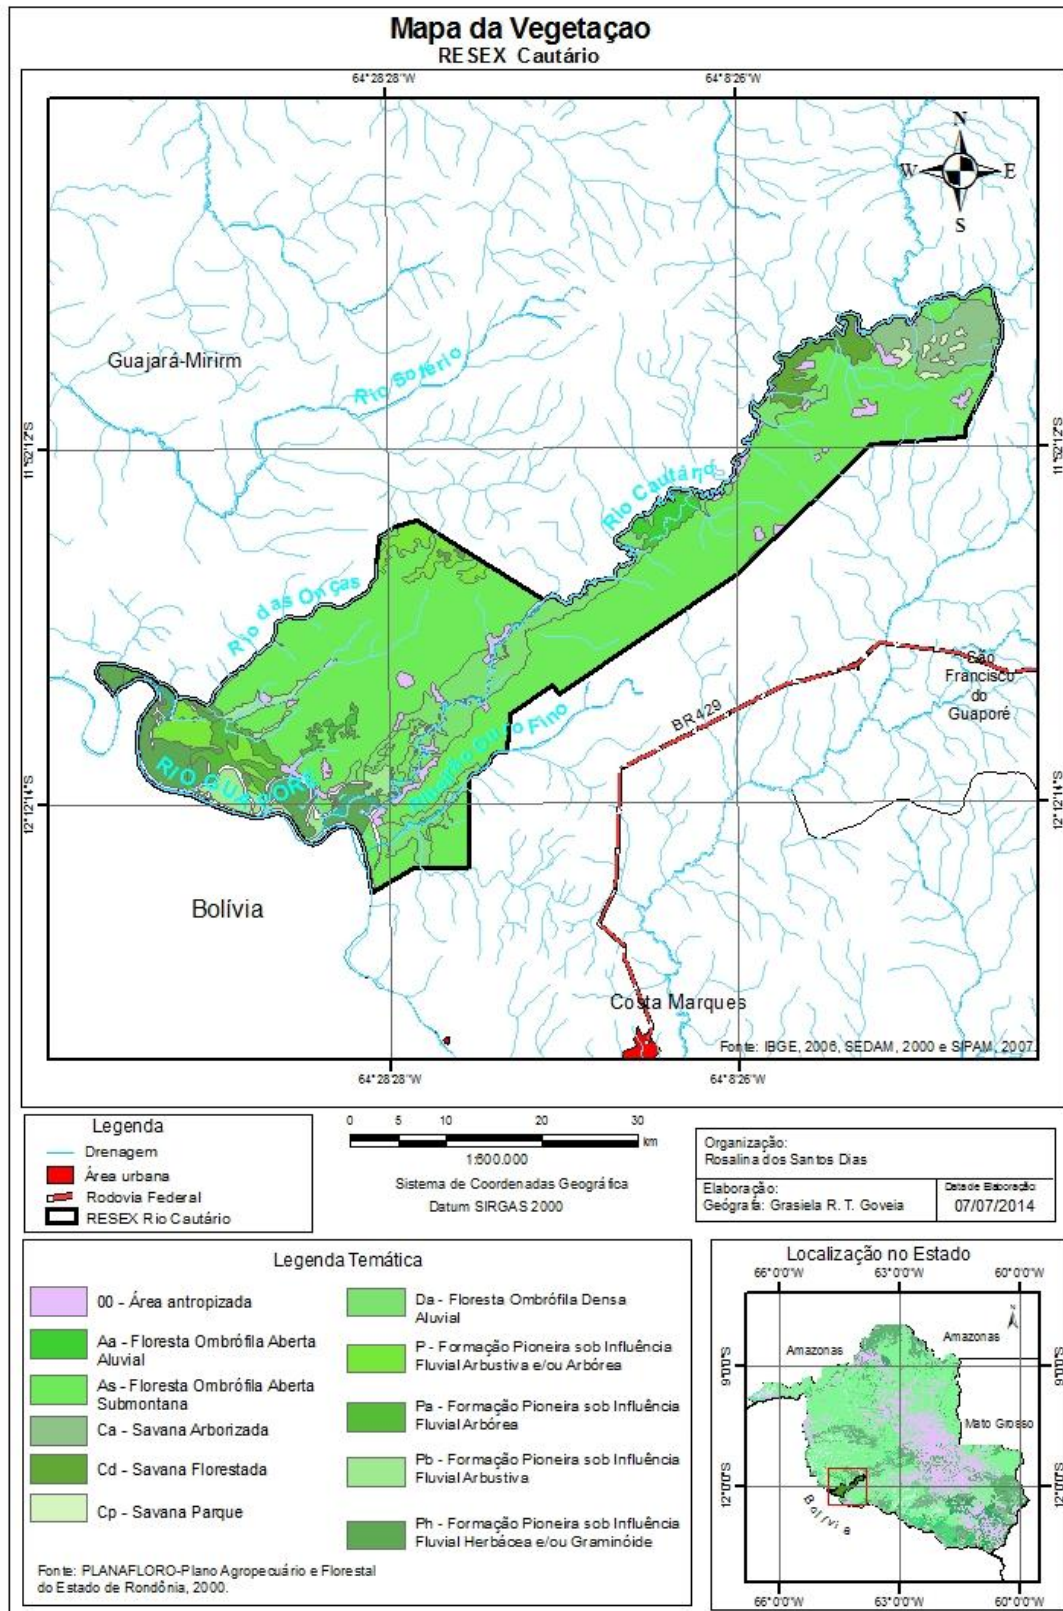 Mapa da Vegetaçao
RESEX Cautário
64°28'28"W
64°8'26"W
N
W
E
S
Guajará-Mirirm
Rio Sotério
11°52'12"S
11°52'12"S
Rio Cautário
Rio das Onças
São
Francisco
do
Guaporé
BR429
Ouro Fino
RIO GUAPORÉ
12°12'14"S
12°12'14"S
Bolívia
Costa Marques
Fonte: IBGE, 2006, SEDAM, 2000 e SIPAM, 2007.
64°28'28"W
64°8'26"W
Legenda
Drenagem
Área urbana
Rodovia Federal
RESEX Rio Cautário
0 5 10 20 30
km
1:600.000
Sistema de Coordenadas Geográfica
Datum SIRGAS 2000
Organização:
Rosalina dos Santos Dias
Elaboração:
Geógrafa: Grasiela R. T. Goveia
Data de Elaboração:
07/07/2014
Legenda Temática
00 - Área antropizada
Aa - Floresta Ombrófila Aberta
Aluvial
As - Floresta Ombrófila Aberta
Submontana
Ca - Savana Arborizada
Cd - Savana Florestada
Cp - Savana Parque
Da - Floresta Ombrófila Densa
Aluvial
P - Formação Pioneira sob Influência
Fluvial Arbustiva e/ou Arbórea
Pa - Formação Pioneira sob Influência
Fluvial Arbórea
Pb - Formação Pioneira sob Influência
Fluvial Arbustiva
Ph - Formação Pioneira sob Influência
Fluvial Herbácea e/ou Graminóide
Fonte: PLANAFLORO-Plano Agropecuário e Florestal
do Estado de Rondônia, 2000.
Localização no Estado
66°0'0"W
63°0'0"W
60°0'0"W
N
Amazonas
Amazonas
9°0'0"S
9°0'0"S
Mato Grosso
12°0'0"S
12°0'0"S
Bolívia
66°0'0"W
63°0'0"W
60°0'0"W